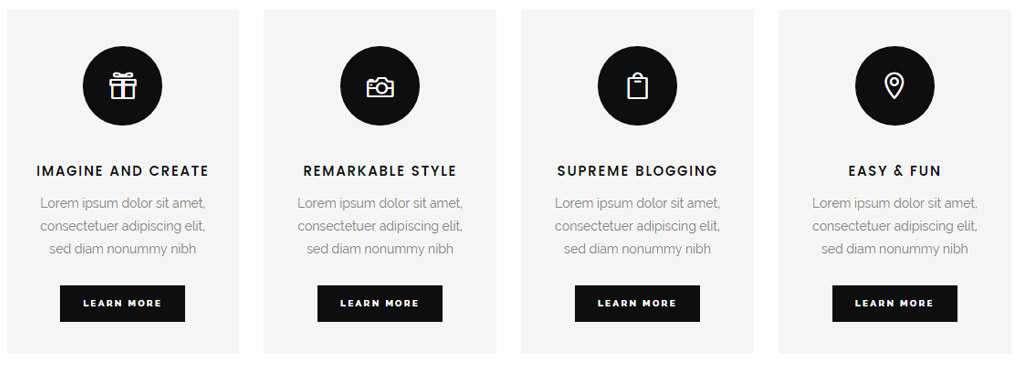 IMAGINE AND CREATE
Lorem ipsum dolor sit amet,
consectetuer adipiscing elit,
sed diam nonummy nibh
LEARN MORE
REMARKABLE STYLE
Lorem ipsum dolor sit amet,
consectetuer adipiscing elit,
sed diam nonummy nibh
LEARN MORE
SUPREME BLOGGING
Lorem ipsum dolor sit amet,
consectetuer adipiscing elit,
sed diam nonummy nibh
LEARN MORE
EASY & FUN
Lorem ipsum dolor sit amet,
consectetuer adipiscing elit,
sed diam nonummy nibh
LEARN MORE